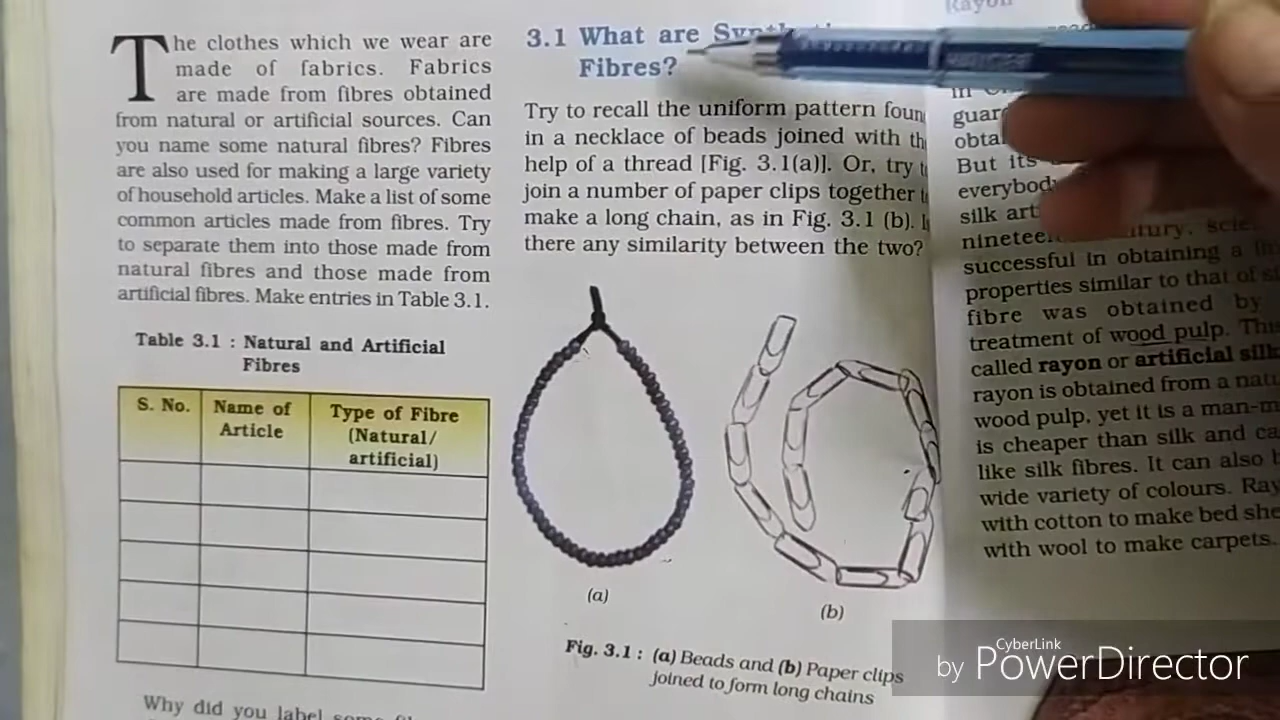 The clothes which we wear are
made of fabrics. Fabrics
are made from fibres obtained
from natural or artificial sources. Can
you name some natural fibres? Fibres
are also used for making a large variety
of household articles. Make a list of some
common articles made from fibres. Try
to separate them into those made from
natural fibres and those made from
artificial fibres. Make entries in Table 3.1.
Table 3.1 : Natural and Artificial
Fibres
S. No.
Name of
Article
Type of Fibre
(Natural/
artificial)
Why did you label some
3.1 What are
Fibres?
Try to recall the uniform pattern
in a necklace of beads joined with
help of a thread [Fig. 3.1(a)]. Or, try
join a number of paper clips together
make a long chain, as in Fig. 3.1 (b).
there any similarity between the two?
(a)
(b)
Fig. 3.1 : (a) Beads and (b) Paper clips
joined to form long chains
Rayon
But its
everybody
silk
successful in obtaining a
properties similar to that of
fibre was obtained by
treatment of wood pulp.
called rayon or artificial silk
rayon is obtained from a
wood pulp, yet it is a
is cheaper than silk and
like silk fibres. It can also
wide variety of colours.
with cotton to make bed
with wool to make carpets.
CyberLink
by PowerDirector